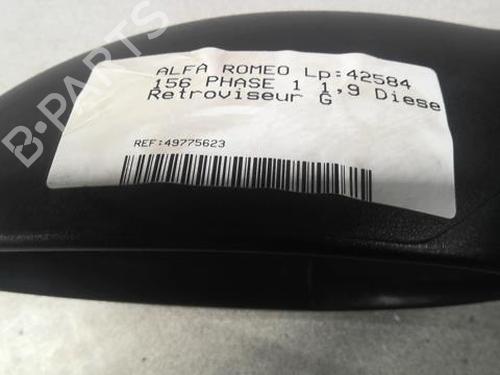 ALFA ROMEO Lp:42584
156 PHASE 1 1,9 Diese
Retroviseur G
REF:49775623
B-PARTS